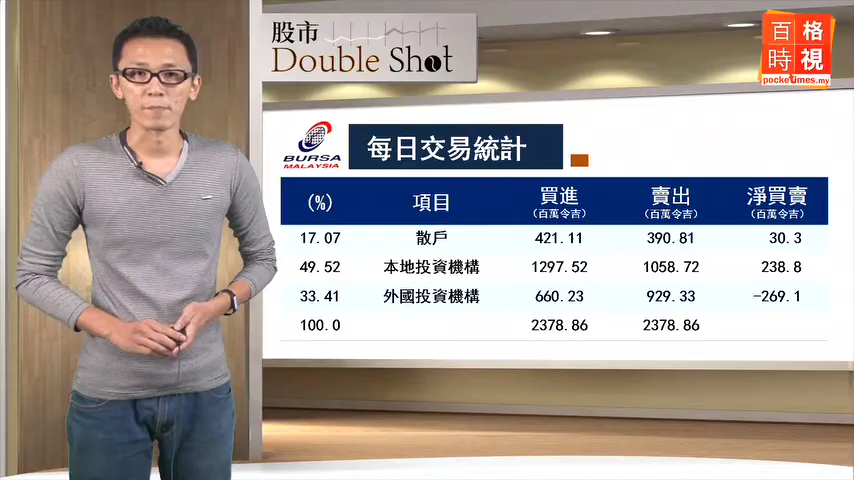 股市
Double Shot
百格
時視
pocketimes.my
BURSA
MALAYSIA
每日交易統計
(%) 項目 買進 賣出 淨買賣
(百萬令吉) (百萬令吉) (百萬令吉)
17.07 散戶 421.11 390.81 30.3
49.52 本地投資機構 1297.52 1058.72 238.8
33.41 外國投資機構 660.23 929.33 -269.1
100.0 2378.86 2378.86